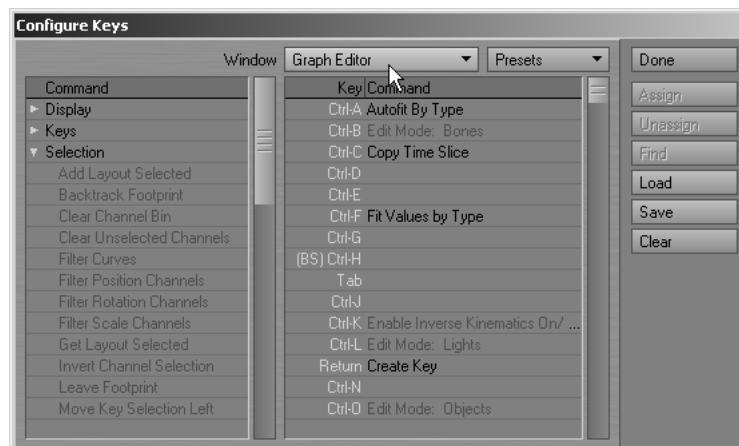 Configure Keys
Window Graph Editor Presets Done
Command
Display
Keys
Selection
Add Layout Selected
Backtrack Footprint
Clear Channel Bin
Clear Unselected Channels
Filter Curves
Filter Position Channels
Filter Rotation Channels
Filter Scale Channels
Get Layout Selected
Invert Channel Selection
Leave Footprint
Move Key Selection Left
Key Command
Ctrl-A Autofit By Type
Ctrl-B Edit Mode: Bones
Ctrl-C Copy Time Slice
Ctrl-D
Ctrl-E
Ctrl-F Fit Values by Type
Ctrl-G
(BS) Ctrl-H
Tab
Ctrl-J
Ctrl-K Enable Inverse Kinematics On/ ...
Ctrl-L Edit Mode: Lights
Return Create Key
Ctrl-N
Ctrl-O Edit Mode: Objects
Assign
Unassign
Find
Load
Save
Clear